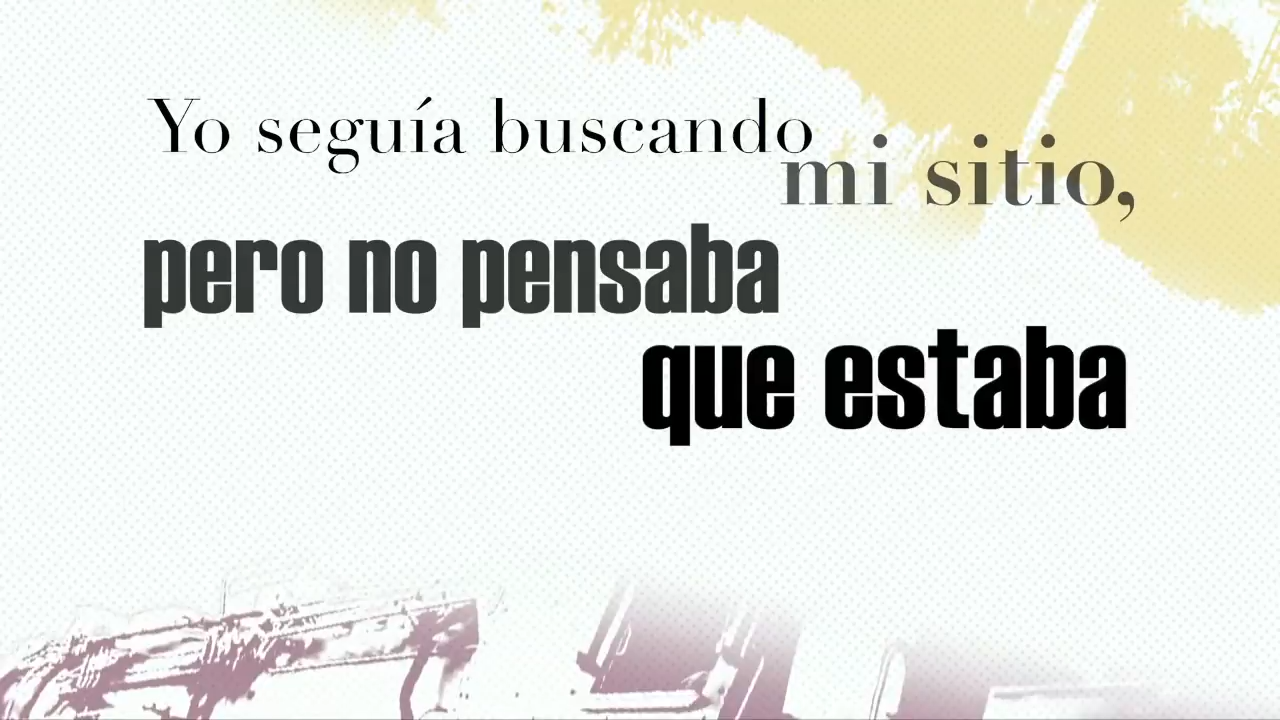 Yo seguía buscando
mi sitio,
pero no pensaba
que estaba